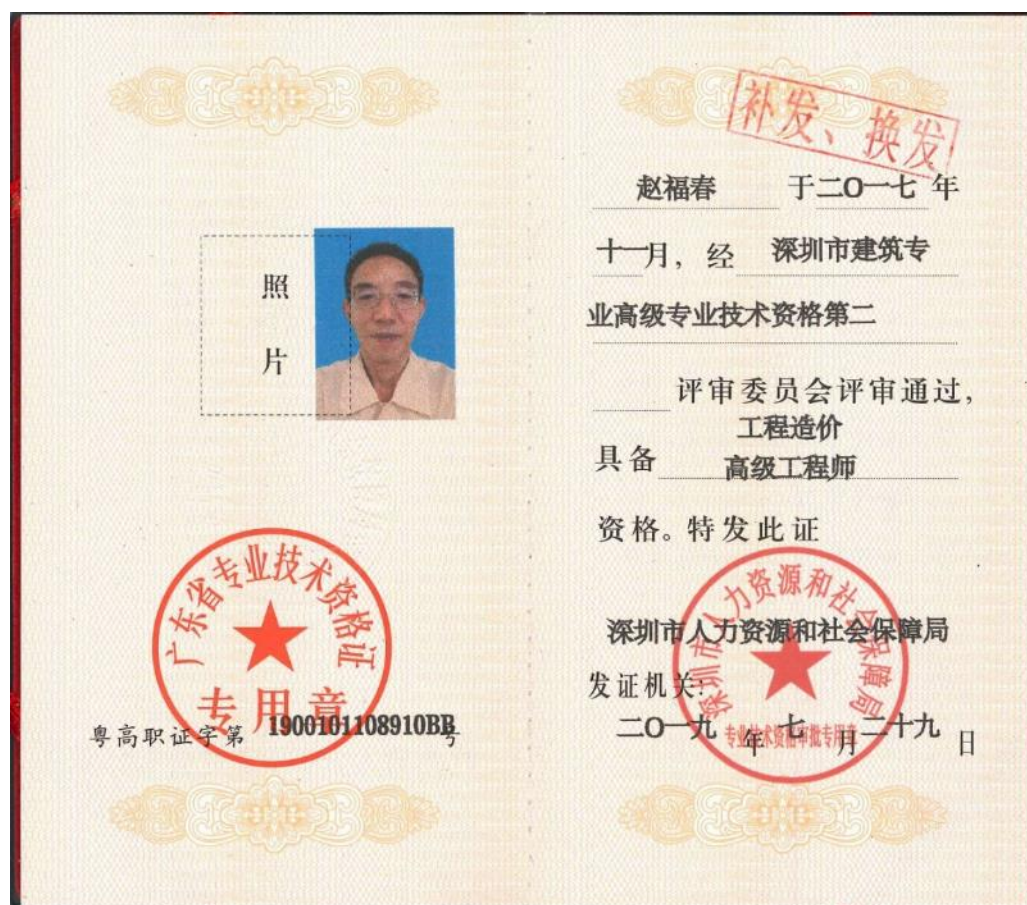 照
片
广东省专业技术资格证
专用章
粤高职证字第 1900101108910BB 号
补发、换发
赵福春 于二〇一七 年
十一月，经 深圳市建筑专
业高级专业技术资格第二
评审委员会评审通过，
工程造价
具备 高级工程师
资格。特发此证
深圳市人力资源和社会保障局
深圳市人力资源和社会保障局
发证机关：
专业技术资格审批专用章
二〇一九 年 七 月 二十九 日